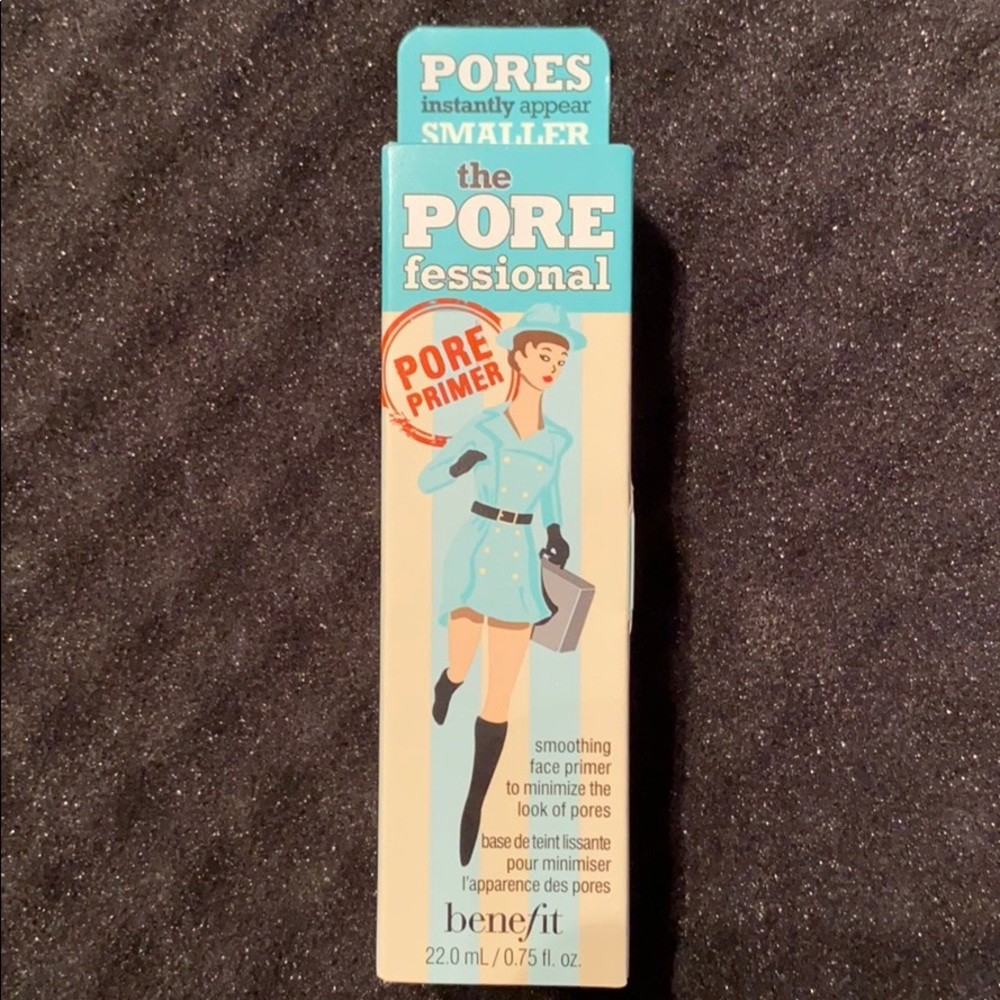 PORES
instantly appear
SMALLER
the
PORE
fessional
PORE
PRIMER
smoothing
face primer
to minimize the
look of pores
base de teint lissante
pour minimiser
l'apparence des pores
benefit
22.0 mL / 0.75 fl. oz.